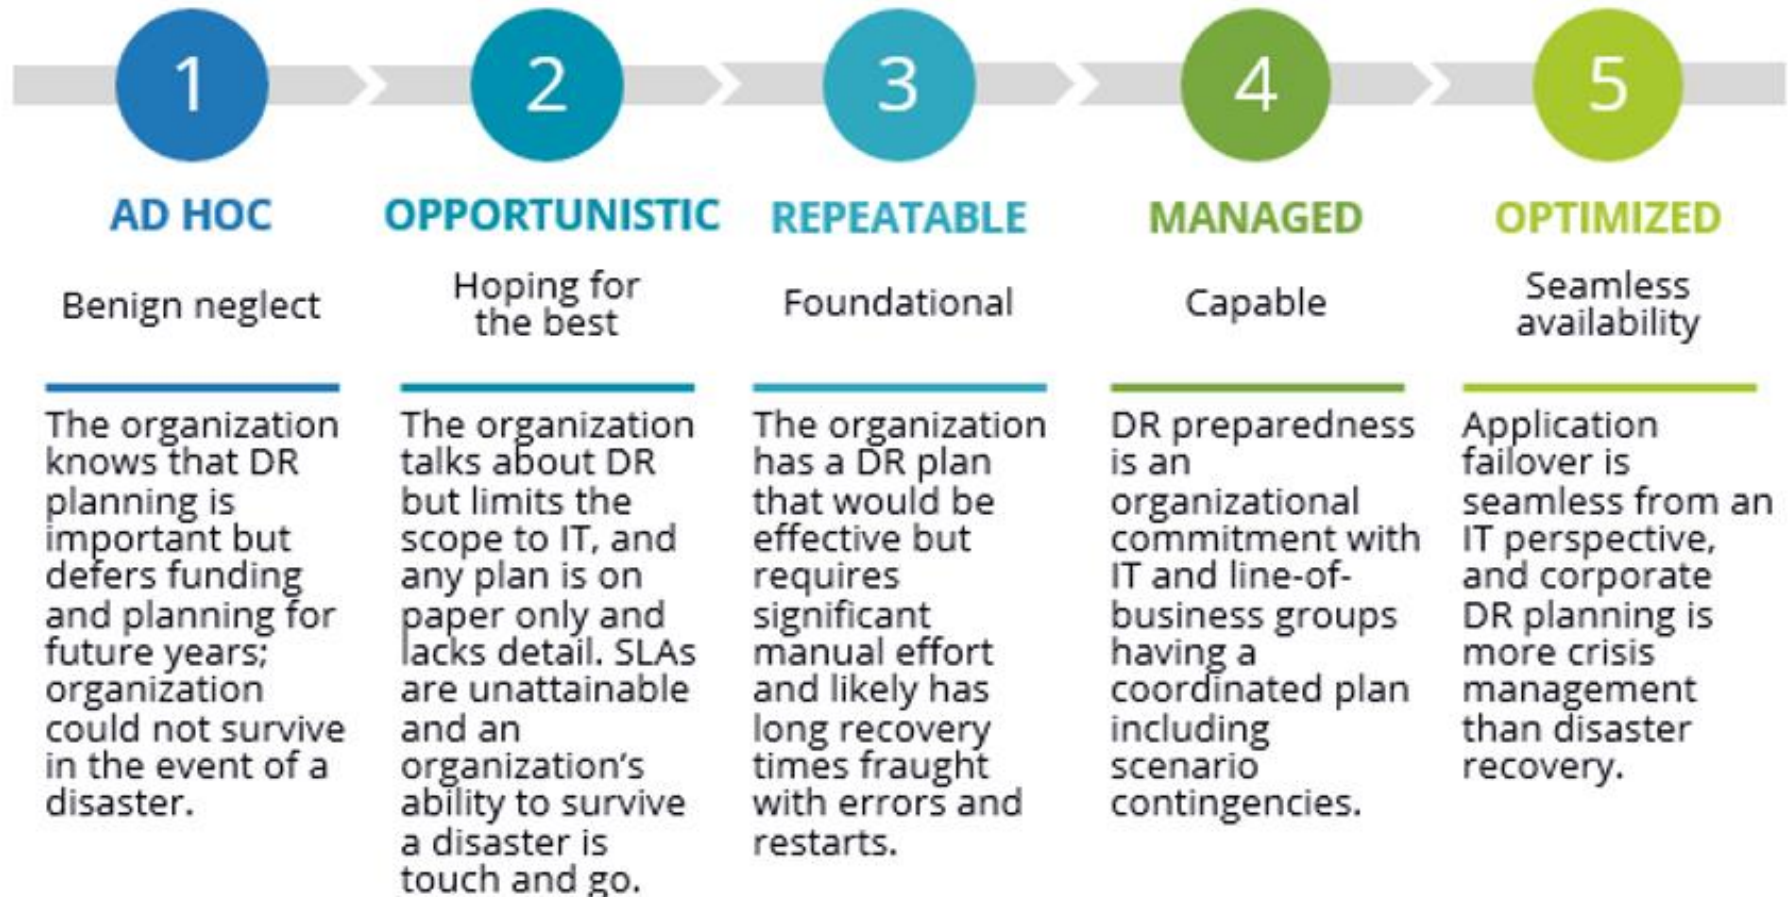 1
AD HOC
Benign neglect
The organization
knows that DR
planning is
important but
defers funding
and planning for
future years;
organization
could not survive
in the event of a
disaster.
2
OPPORTUNISTIC
Hoping for
the best
The organization
talks about DR
but limits the
scope to IT, and
any plan is on
paper only and
lacks detail. SLAs
are unattainable
and an
organization’s
ability to survive
a disaster is
touch and go.
3
REPEATABLE
Foundational
The organization
has a DR plan
that would be
effective but
requires
significant
manual effort
and likely has
long recovery
times fraught
with errors and
restarts.
4
MANAGED
Capable
DR preparedness
is an
organizational
commitment with
IT and line-of-
business groups
having a
coordinated plan
including
scenario
contingencies.
5
OPTIMIZED
Seamless
availability
Application
failover is
seamless from an
IT perspective,
and corporate
DR planning is
more crisis
management
than disaster
recovery.